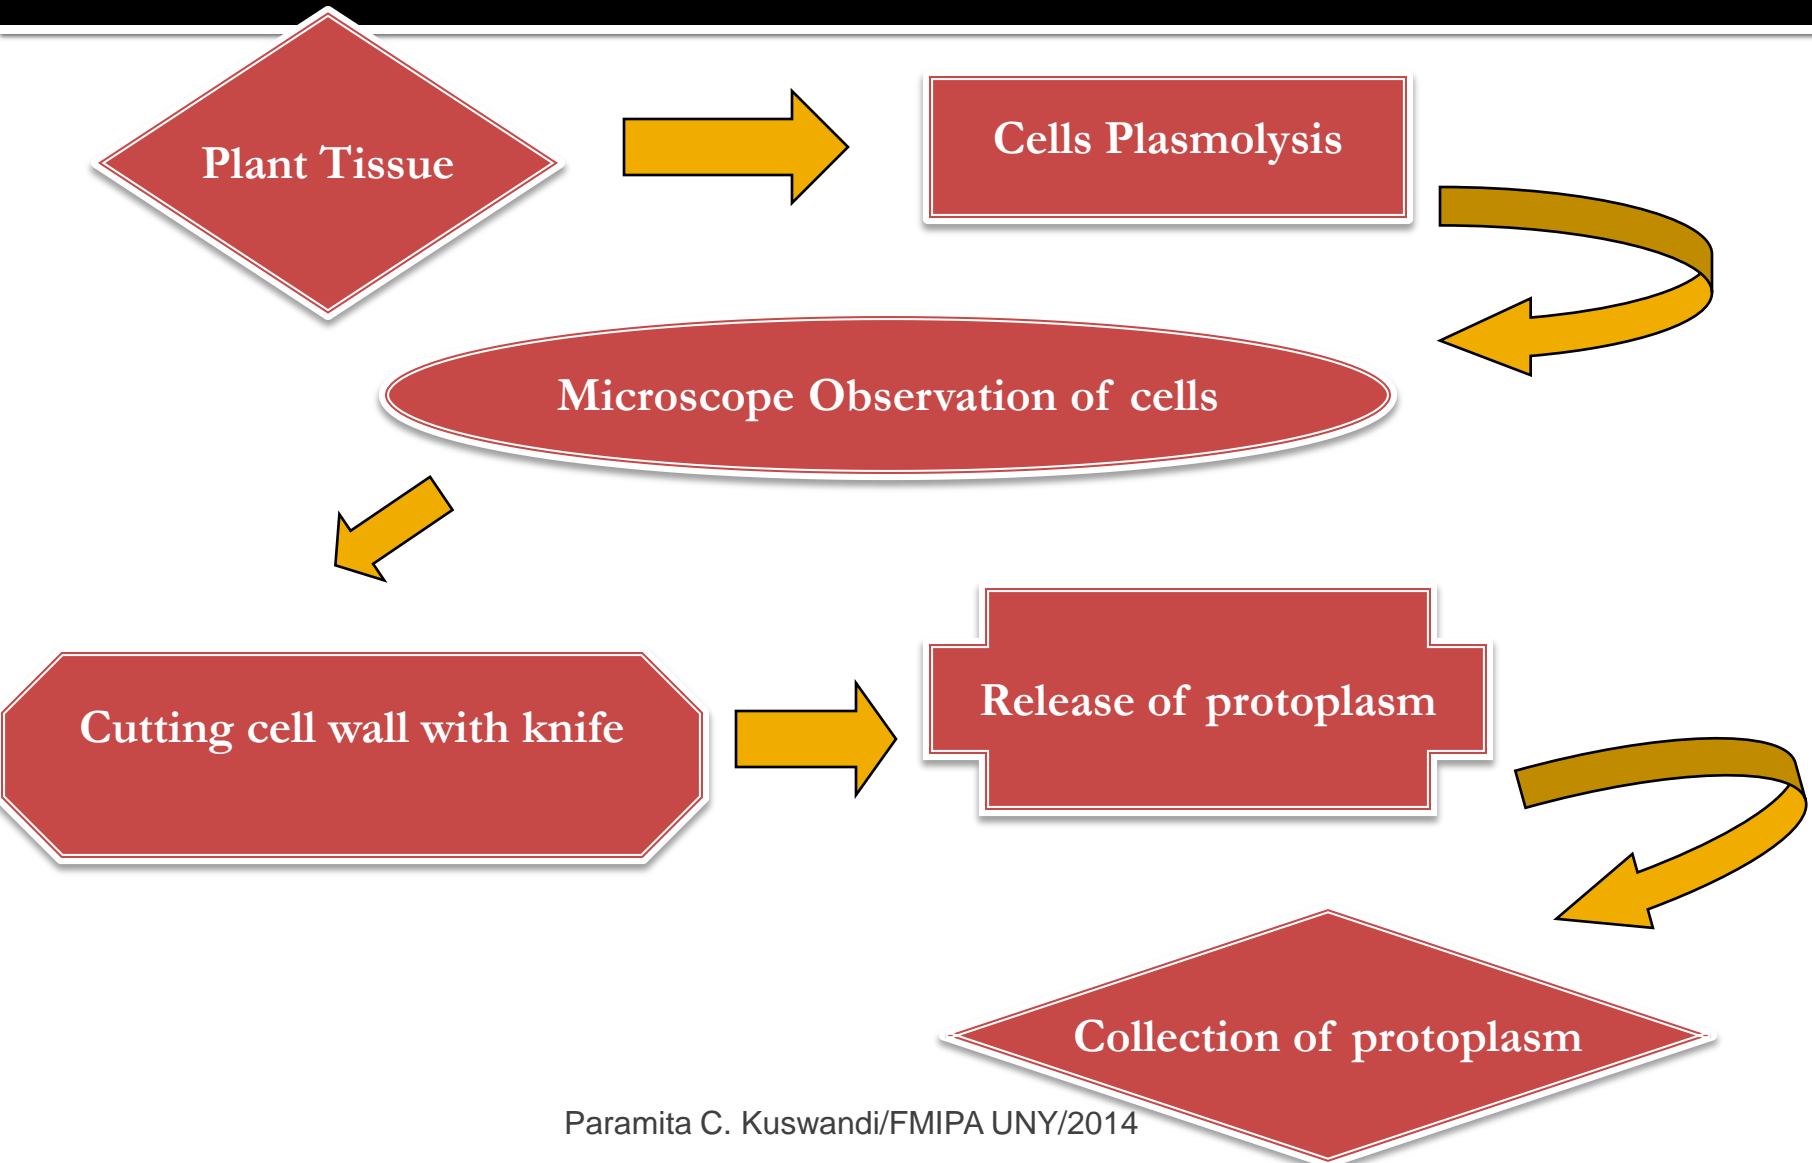 Plant Tissue
Cells Plasmolysis
Microscope Observation of cells
Cutting cell wall with knife
Release of protoplasm
Collection of protoplasm
Paramita C. Kuswandi/FMIPA UNY/2014